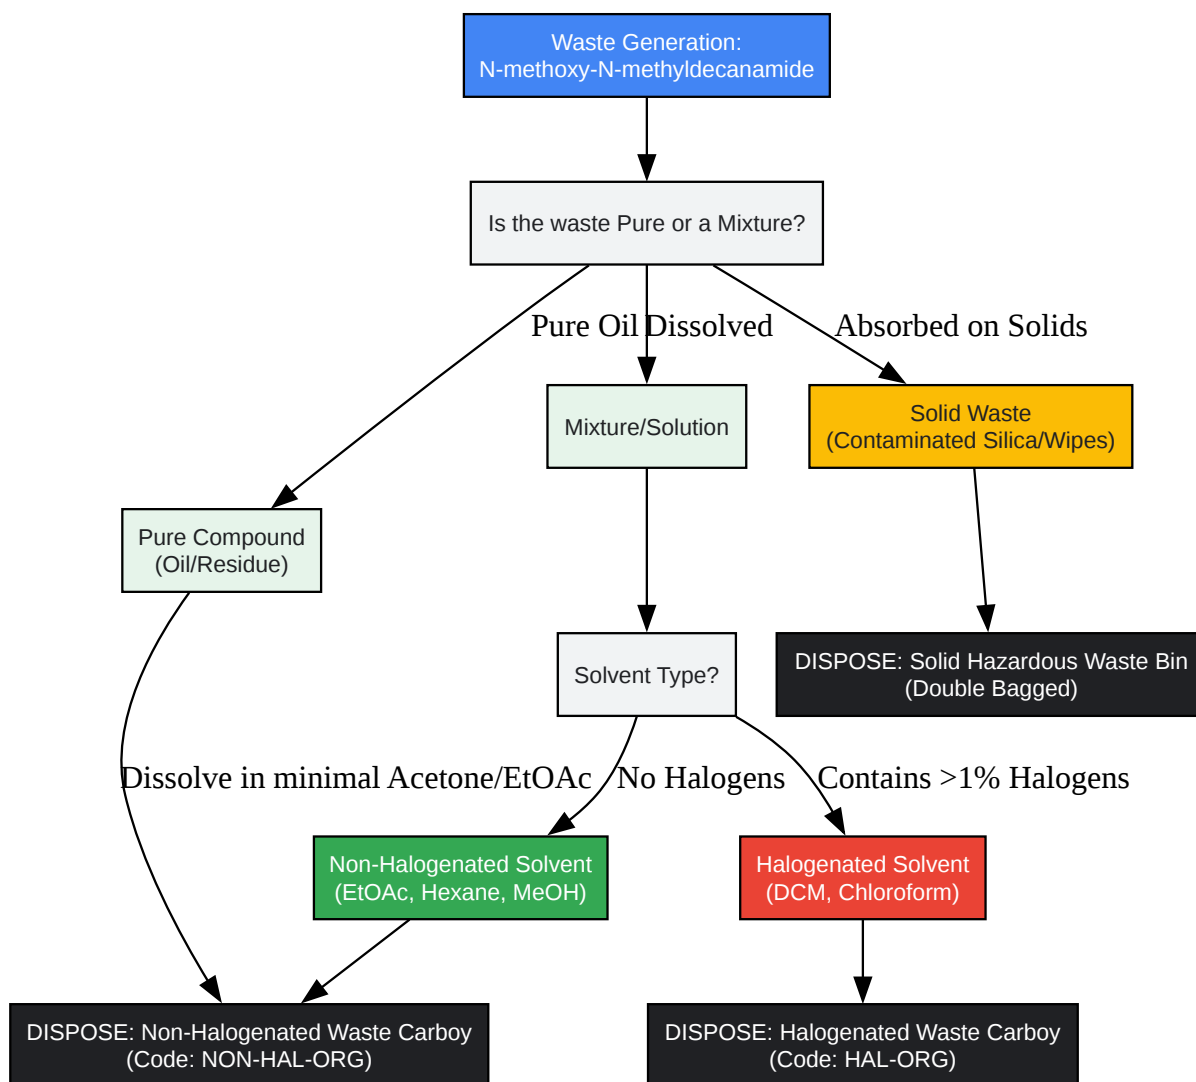 Waste Generation:
N-methoxy-N-methyldecanamide
Is the waste Pure or a Mixture?
Pure Oil
Dissolved
Absorbed on Solids
Mixture/Solution
Solid Waste
(Contaminated Silica/Wipes)
Pure Compound
(Oil/Residue)
Solvent Type?
DISPOSE: Solid Hazardous Waste Bin
(Double Bagged)
Dissolve in minimal Acetone/EtOAc
No Halogens
Contains >1% Halogens
Non-Halogenated Solvent
(EtOAc, Hexane, MeOH)
Halogenated Solvent
(DCM, Chloroform)
DISPOSE: Non-Halogenated Waste Carboy
(Code: NON-HAL-ORG)
DISPOSE: Halogenated Waste Carboy
(Code: HAL-ORG)